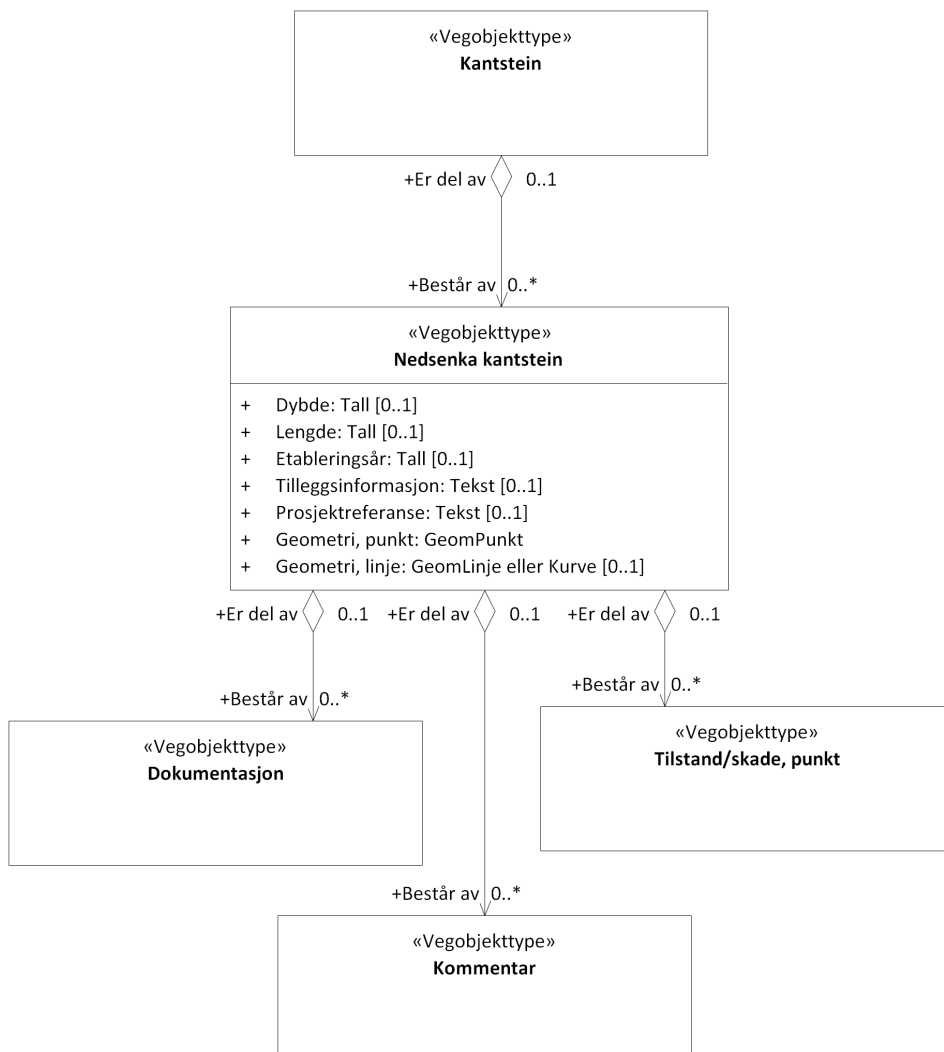 «Vegobjekttype»
Kantstein
+Er del av 0..1
+Består av 0..*
«Vegobjekttype»
Nedsenka kantstein
+ Dybde: Tall [0..1]
+ Lengde: Tall [0..1]
+ Etableringsår: Tall [0..1]
+ Tilleggsinformasjon: Tekst [0..1]
+ Prosjektreferanse: Tekst [0..1]
+ Geometri, punkt: GeomPunkt
+ Geometri, linje: GeomLinje eller Kurve [0..1]
+Er del av 0..1 +Er del av 0..1 +Er del av 0..1
+Består av 0..*
+Består av 0..*
«Vegobjekttype»
Tilstand/skade, punkt
«Vegobjekttype»
Dokumentasjon
+Består av 0..*
«Vegobjekttype»
Kommentar